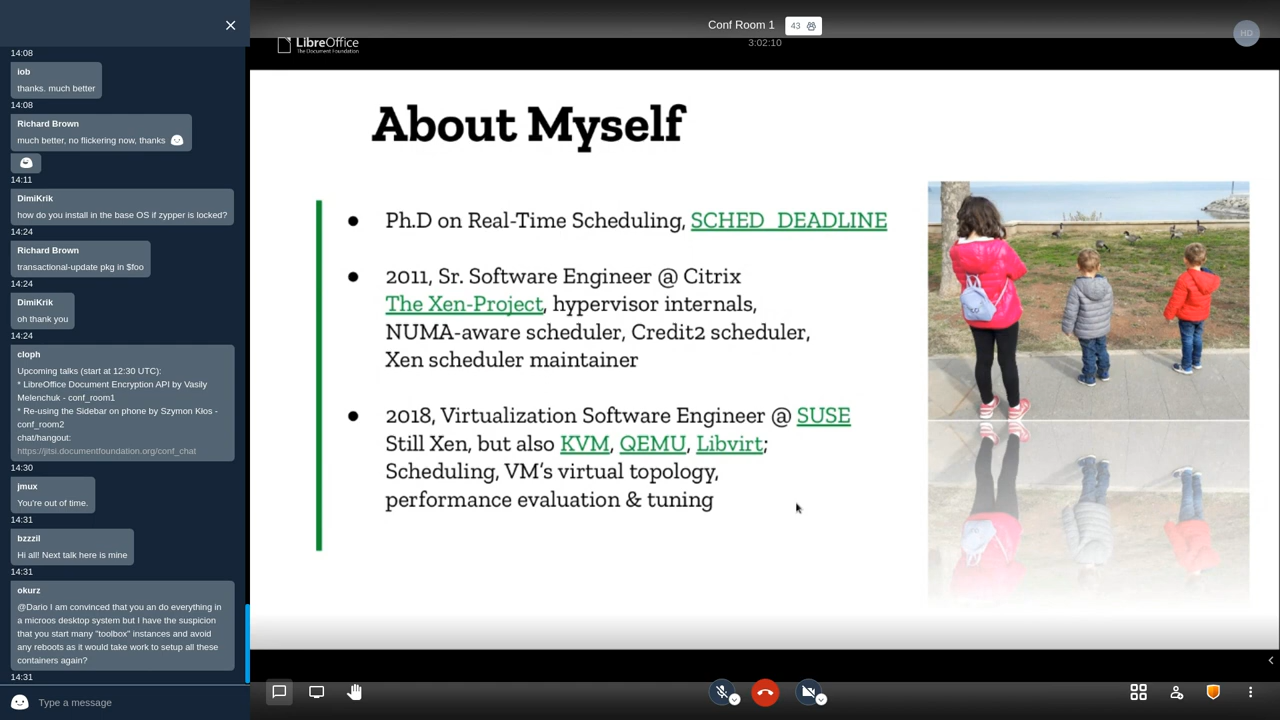 14:08
iob
thanks. much better
14:08
Richard Brown
much better, no flickering now, thanks
14:11
DimiKrik
how do you install in the base OS if zypper is locked?
14:24
Richard Brown
transactional-update pkg in $foo
14:24
DimiKrik
oh thank you
14:24
cloph
Upcoming talks (start at 12:30 UTC):
* LibreOffice Document Encryption API by Vasily
Melenchuk - conf_room1
* Re-using the Sidebar on phone by Szymon Kłos -
conf_room2
chat/hangout:
https://jitsi.documentfoundation.org/conf_chat
14:30
jmux
You're out of time.
14:31
bzzzil
Hi all! Next talk here is mine
14:31
okurz
@Dario I am convinced that you an do everything in
a microos desktop system but I have the suspicion
that you start many "toolbox" instances and avoid
any reboots as it would take work to setup all these
containers again?
14:31
Type a message
Conf Room 1
43
3:02:10
HD
LibreOffice
The Document Foundation
About Myself
● Ph.D on Real-Time Scheduling, SCHED_DEADLINE
● 2011, Sr. Software Engineer @ Citrix
The Xen-Project, hypervisor internals,
NUMA-aware scheduler, Credit2 scheduler,
Xen scheduler maintainer
● 2018, Virtualization Software Engineer @ SUSE
Still Xen, but also KVM, QEMU, Libvirt;
Scheduling, VM's virtual topology,
performance evaluation & tuning